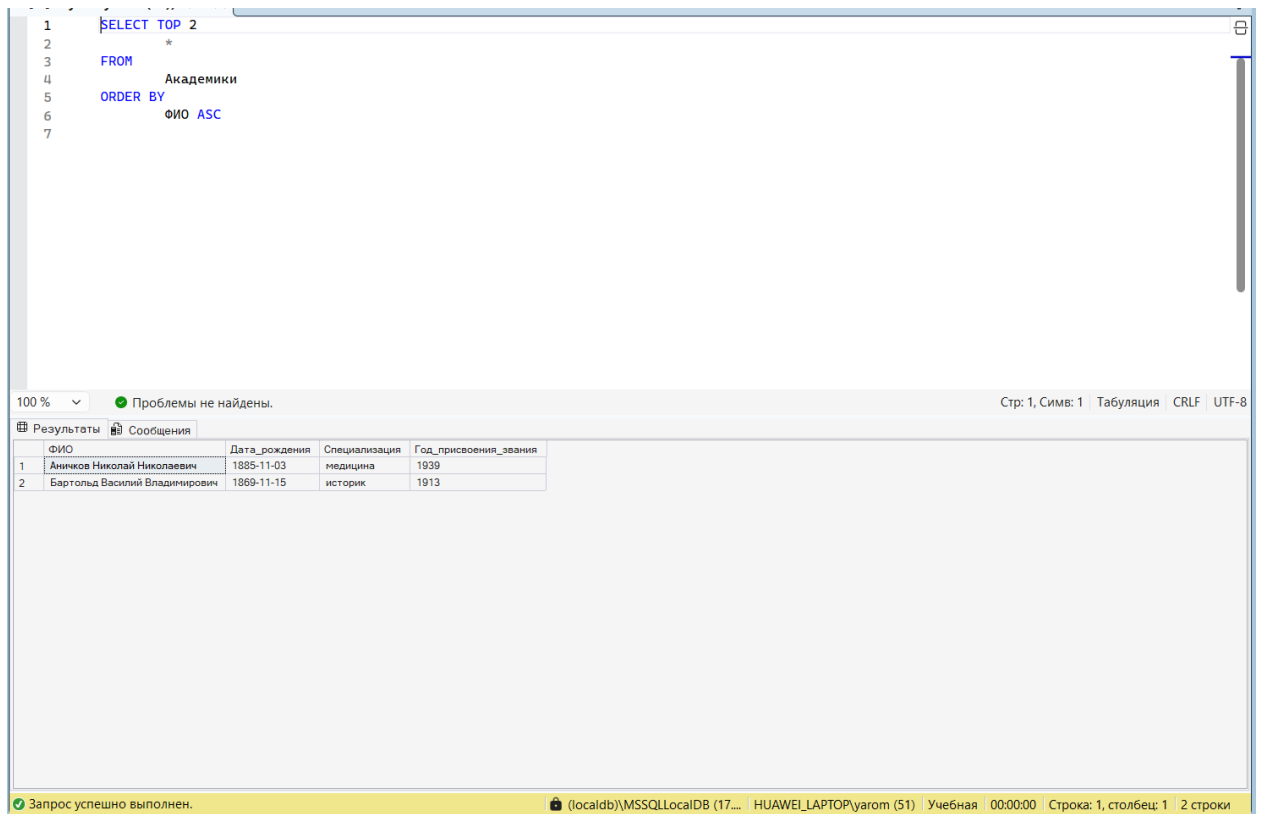 1 SELECT TOP 2
2 *
3 FROM
4 Академики
5 ORDER BY
6 ФИО ASC
7
100 % Проблемы не найдены. Стр: 1, Симв: 1 Табуляция CRLF UTF-8
Результаты Сообщения
ФИО Дата_рождения Специализация Год_присвоения_звания
1 Аничков Николай Николаевич 1885-11-03 медицина 1939
2 Бартольд Василий Владимирович 1869-11-15 историк 1913
Запрос успешно выполнен. (localdb)\MSSQLLocalDB (17.... HUAWEI_LAPTOP\yarom (51) Учебная 00:00:00 Строка: 1, столбец: 1 2 строки